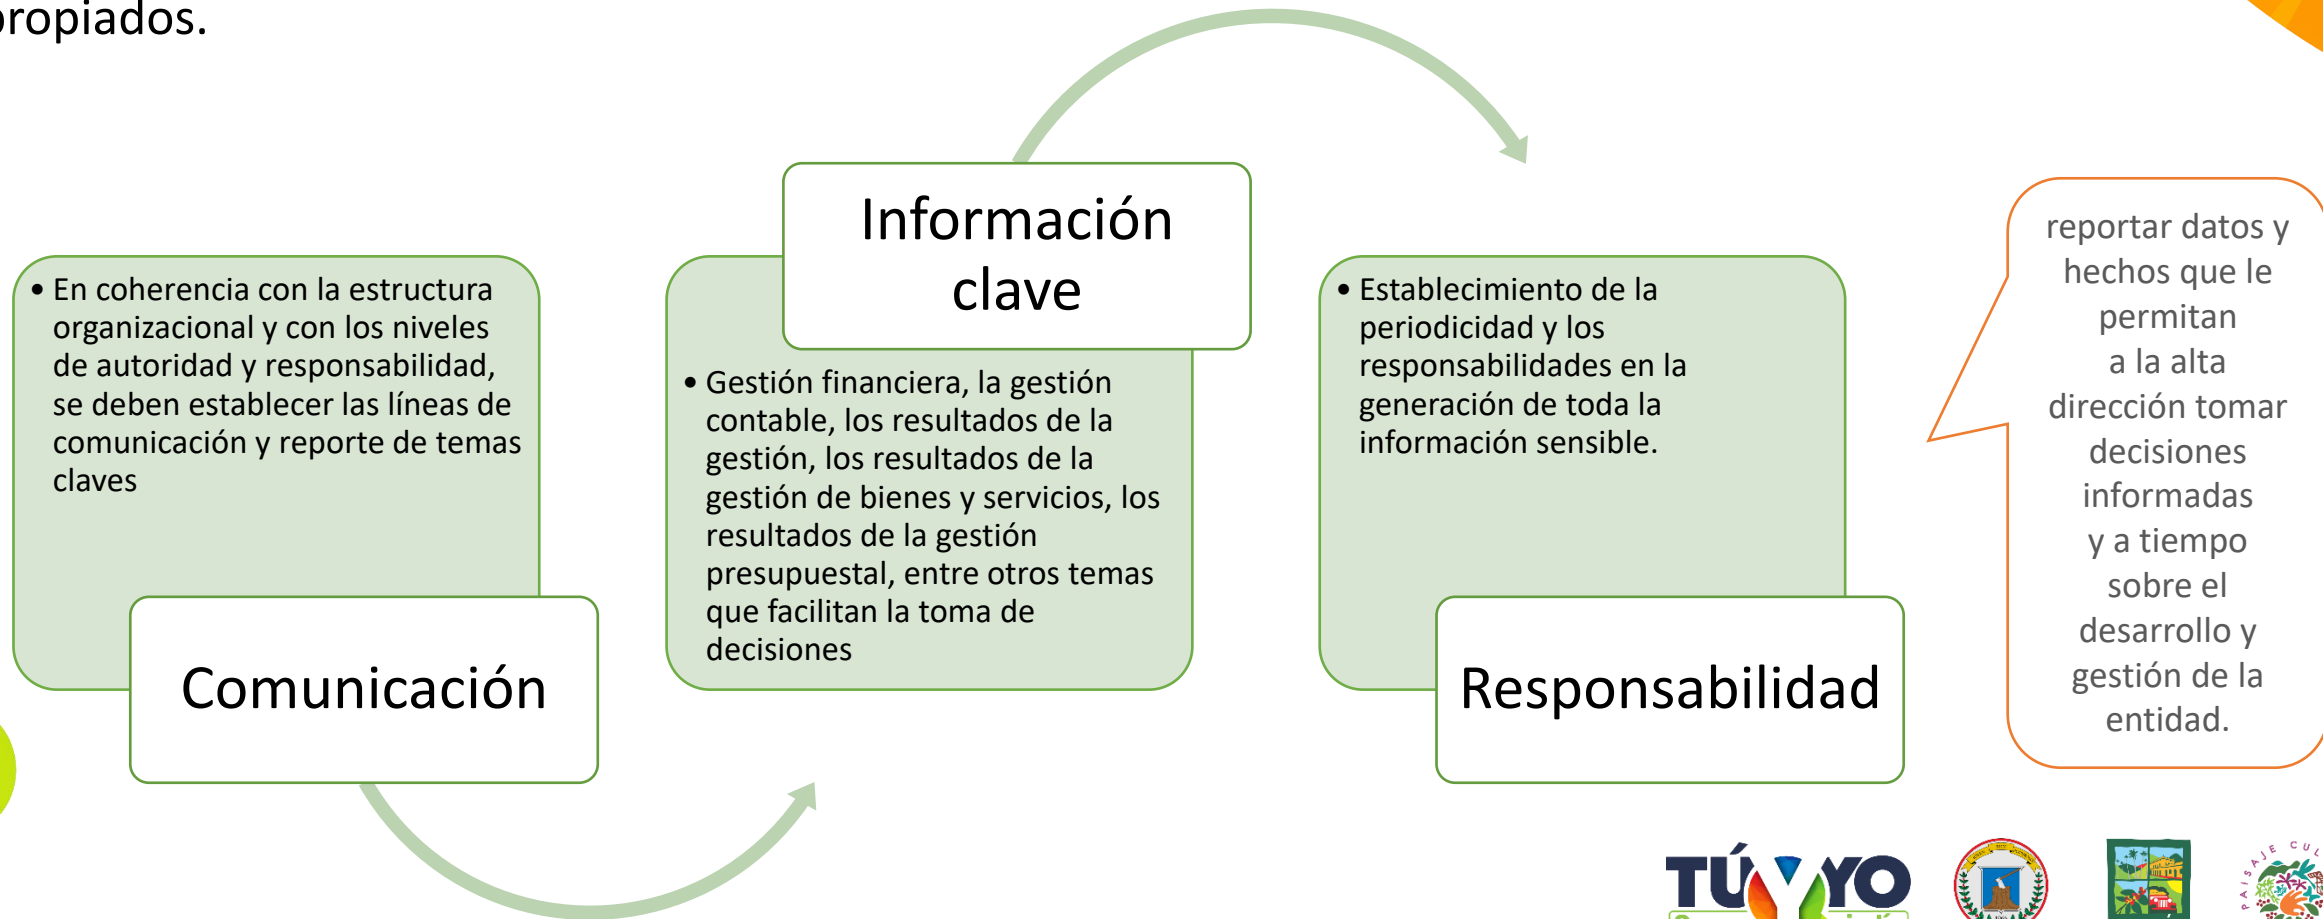 propiados.
• En coherencia con la estructura
organizacional y con los niveles
de autoridad y responsabilidad,
se deben establecer las líneas de
comunicación y reporte de temas
claves
Comunicación
Información
clave
• Gestión financiera, la gestión
contable, los resultados de la
gestión, los resultados de la
gestión de bienes y servicios, los
resultados de la gestión
presupuestal, entre otros temas
que facilitan la toma de
decisiones
• Establecimiento de la
periodicidad y los
responsabilidades en la
generación de toda la
información sensible.
Responsabilidad
reportar datos y
hechos que le
permitan
a la alta
dirección tomar
decisiones
informadas
y a tiempo
sobre el
desarrollo y
gestión de la
entidad.
TÚ Y YO
PAISAJE CUL